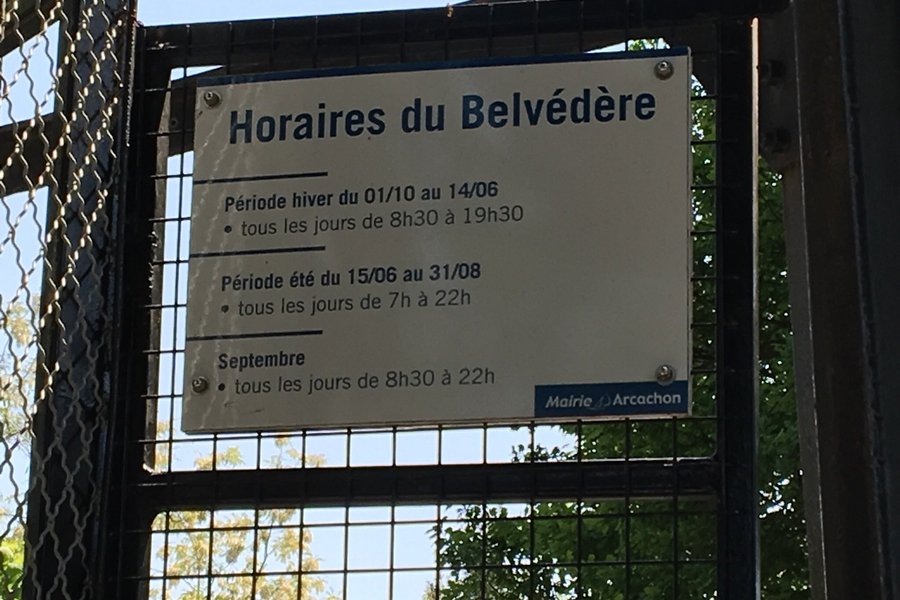 Horaires du Belvédère
Période hiver du 01/10 au 14/06
• tous les jours de 8h30 à 19h30
Période été du 15/06 au 31/08
• tous les jours de 7h à 22h
Septembre
• tous les jours de 8h30 à 22h
Mairie Arcachon